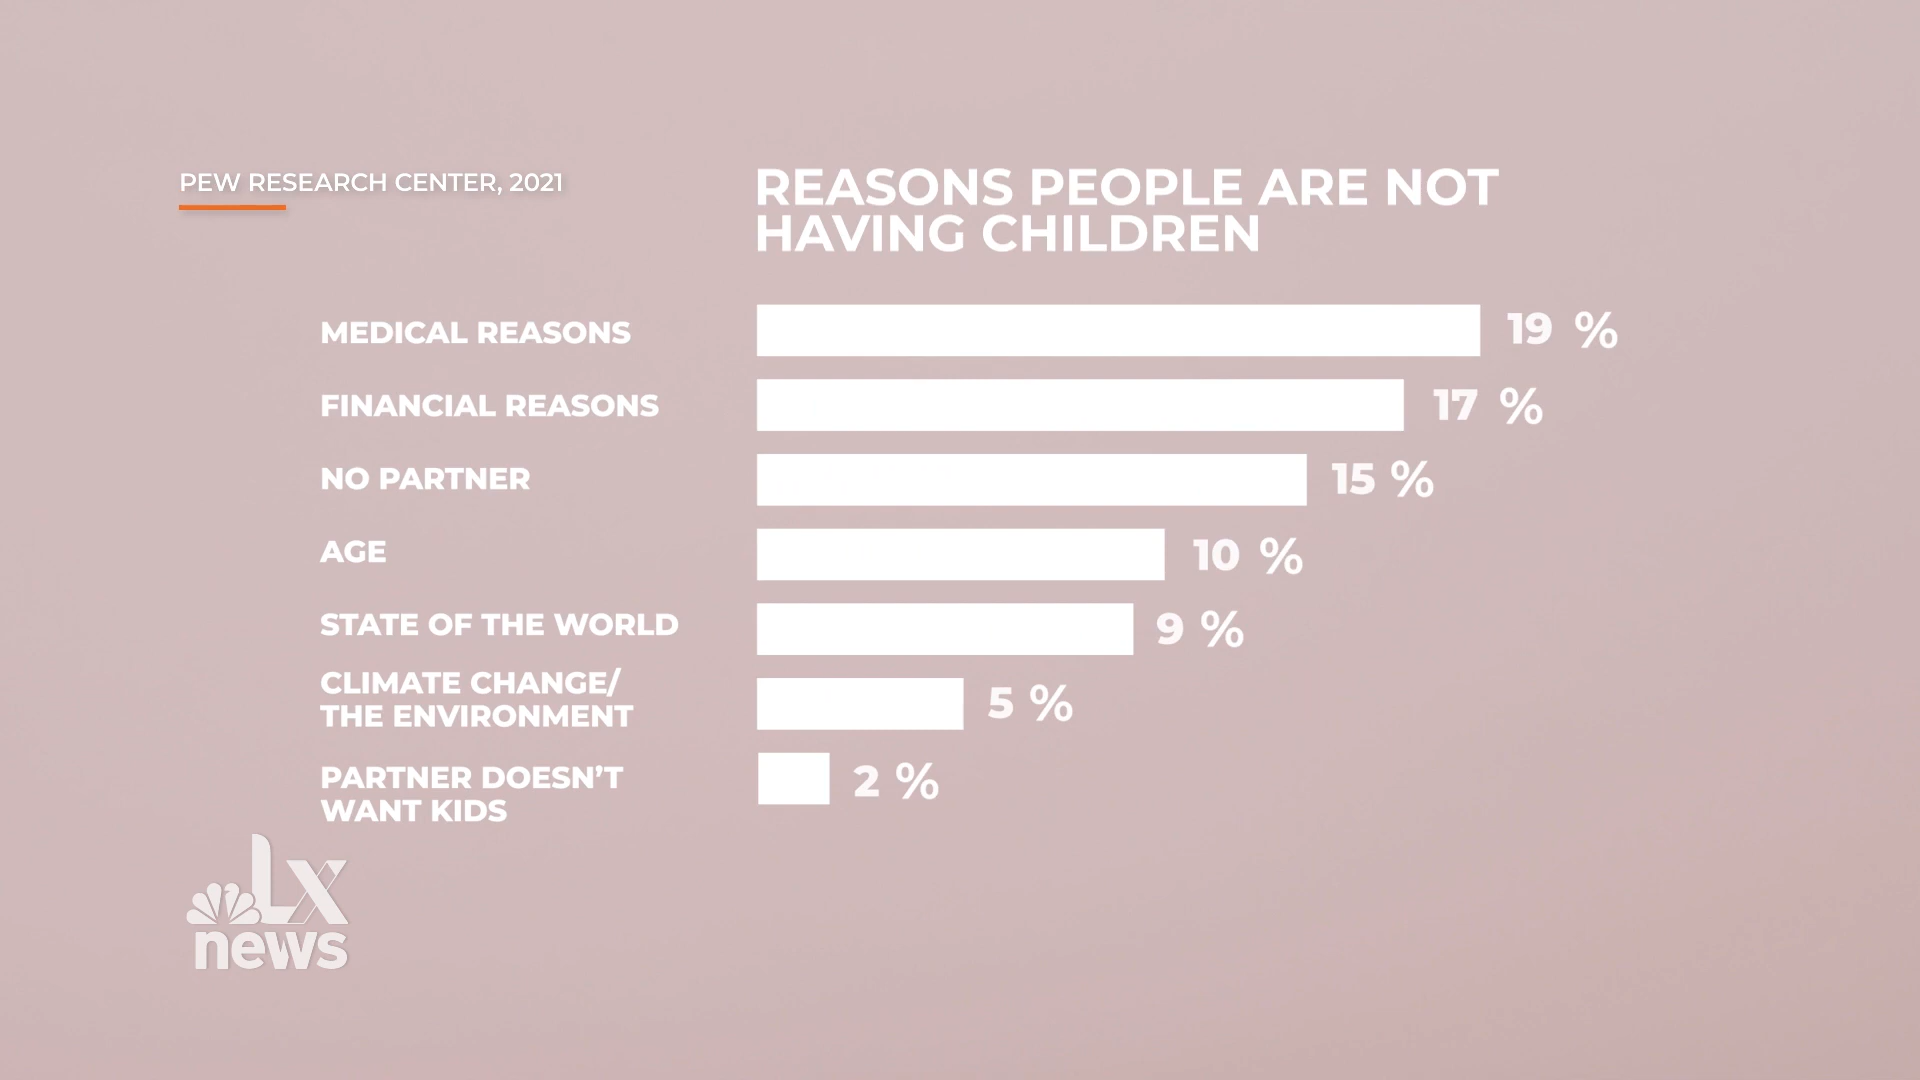 PEW RESEARCH CENTER, 2021
REASONS PEOPLE ARE NOT
HAVING CHILDREN
MEDICAL REASONS 19 %
FINANCIAL REASONS 17 %
NO PARTNER 15 %
AGE 10 %
STATE OF THE WORLD 9 %
CLIMATE CHANGE/
THE ENVIRONMENT 5 %
PARTNER DOESN'T
WANT KIDS 2 %
LX
news